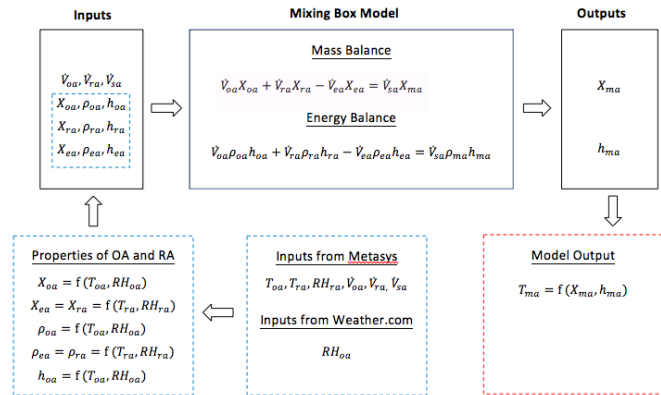 Inputs
Mixing Box Model
Outputs
V̇ₒₐ, V̇ᵣₐ, V̇ₛₐ
Xₒₐ, ρₒₐ, hₒₐ
Xᵣₐ, ρᵣₐ, hᵣₐ
Xₑₐ, ρₑₐ, hₑₐ
Mass Balance
V̇ₒₐXₒₐ + V̇ᵣₐXᵣₐ − V̇ₑₐXₑₐ = V̇ₛₐXₘₐ
Energy Balance
V̇ₒₐρₒₐhₒₐ + V̇ᵣₐρᵣₐhᵣₐ − V̇ₑₐρₑₐhₑₐ = V̇ₛₐρₘₐhₘₐ
Xₘₐ
hₘₐ
Properties of OA and RA
Xₒₐ = f (Tₒₐ, RHₒₐ)
Xₑₐ = Xᵣₐ = f (Tᵣₐ, RHᵣₐ)
ρₒₐ = f (Tₒₐ, RHₒₐ)
ρₑₐ = ρᵣₐ = f (Tᵣₐ, RHᵣₐ)
hₒₐ = f (Tₒₐ, RHₒₐ)
Inputs from Metasys
Tₒₐ, Tᵣₐ, RHᵣₐ, V̇ₒₐ, V̇ᵣₐ, V̇ₛₐ
Inputs from Weather.com
RHₒₐ
Model Output
Tₘₐ = f (Xₘₐ, hₘₐ)